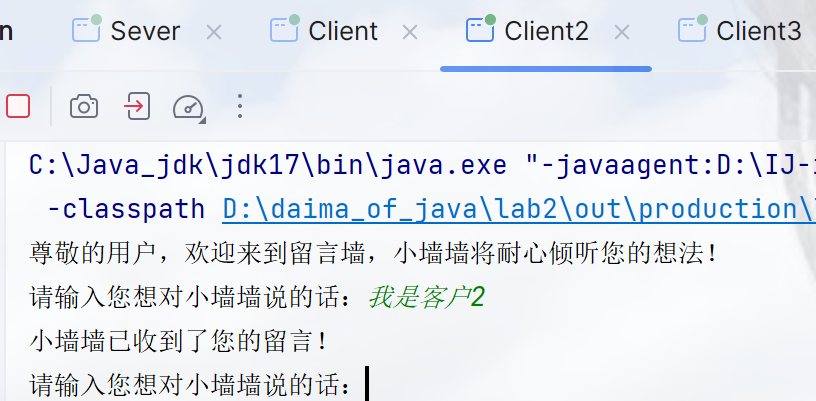 n Sever Client Client2 Client3
C:\Java_jdk\jdk17\bin\java.exe "-javaagent:D:\IJ-
-classpath D:\daima_of_java\lab2\out\production\
尊敬的用户，欢迎来到留言墙，小墙墙将耐心倾听您的想法！
请输入您想对小墙墙说的话：我是客户2
小墙墙已收到了您的留言！
请输入您想对小墙墙说的话：